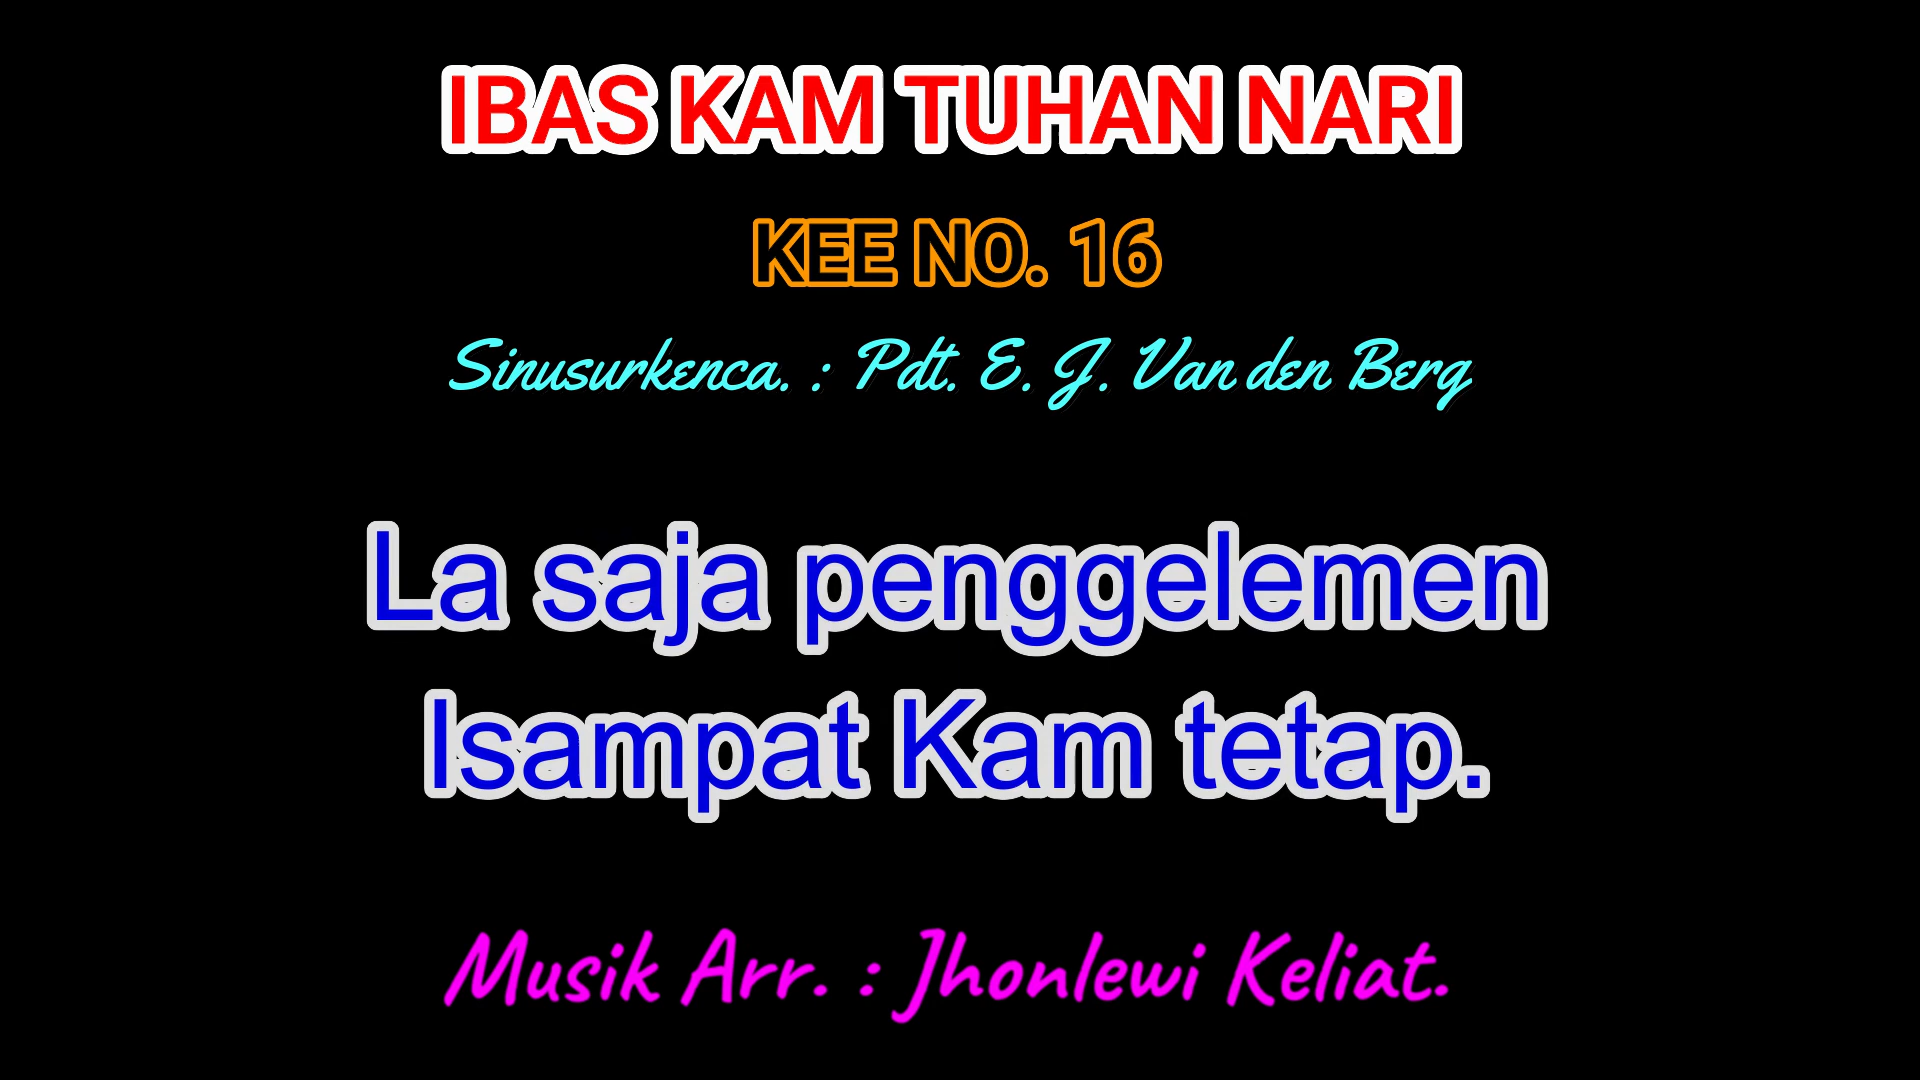 IBAS KAM TUHAN NARI
KEE NO. 16
Sinusurkenca. : Pdt. E. J. Van den Berg
La saja penggelemen
Isampat Kam tetap.
Musik Arr. : Jhonlewi Keliat.